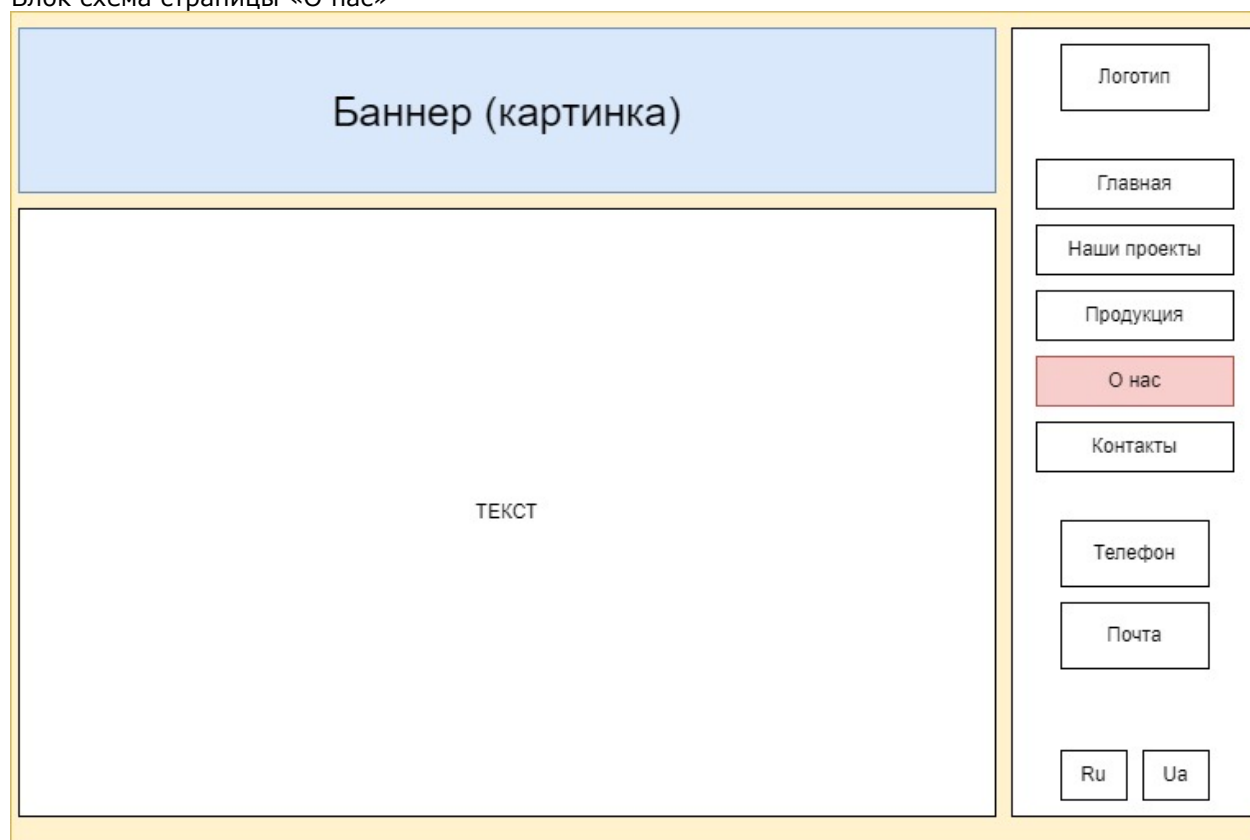 Блок схема страницы «О нас»
Баннер (картинка)
ТЕКСТ
Логотип
Главная
Наши проекты
Продукция
О нас
Контакты
Телефон
Почта
Ru Ua